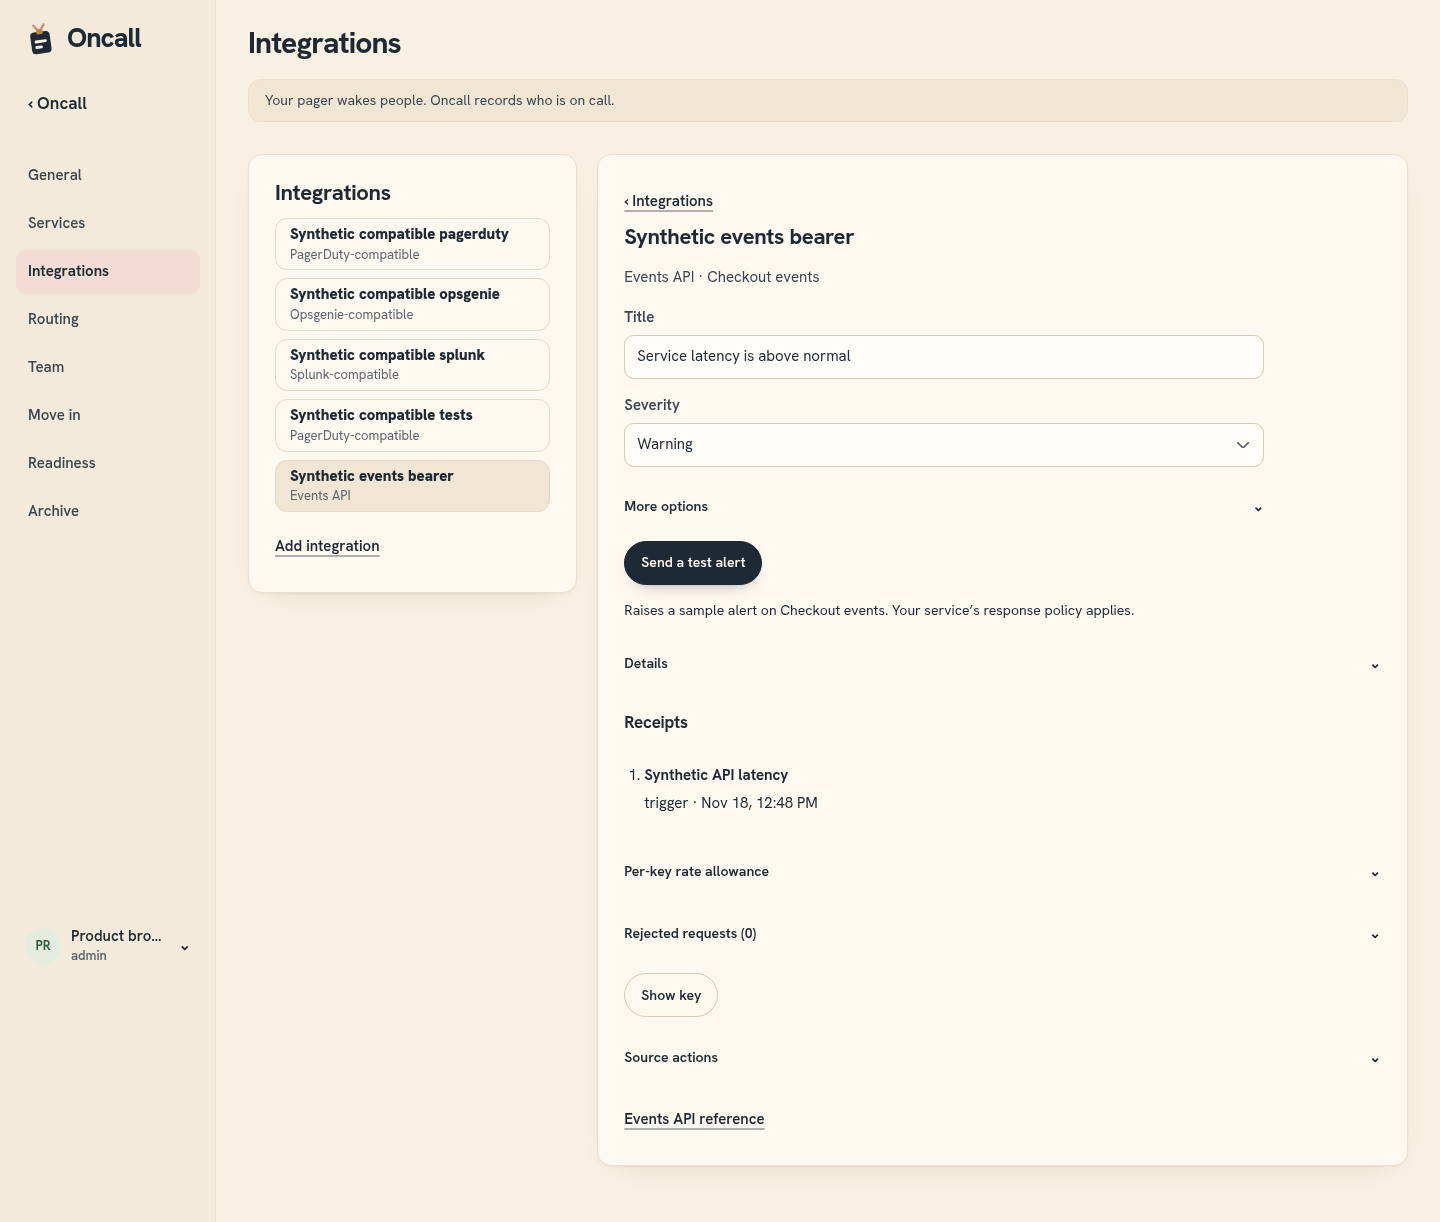 Oncall
‹ Oncall
General
Services
Integrations
Routing
Team
Move in
Readiness
Archive
PR
Product bro...
admin
Integrations
Your pager wakes people. Oncall records who is on call.
Integrations
Synthetic compatible pagerduty
PagerDuty-compatible
Synthetic compatible opsgenie
Opsgenie-compatible
Synthetic compatible splunk
Splunk-compatible
Synthetic compatible tests
PagerDuty-compatible
Synthetic events bearer
Events API
Add integration
‹ Integrations
Synthetic events bearer
Events API · Checkout events
Title
Service latency is above normal
Severity
Warning
More options
Send a test alert
Raises a sample alert on Checkout events. Your service’s response policy applies.
Details
Receipts
1. Synthetic API latency
trigger · Nov 18, 12:48 PM
Per-key rate allowance
Rejected requests (0)
Show key
Source actions
Events API reference